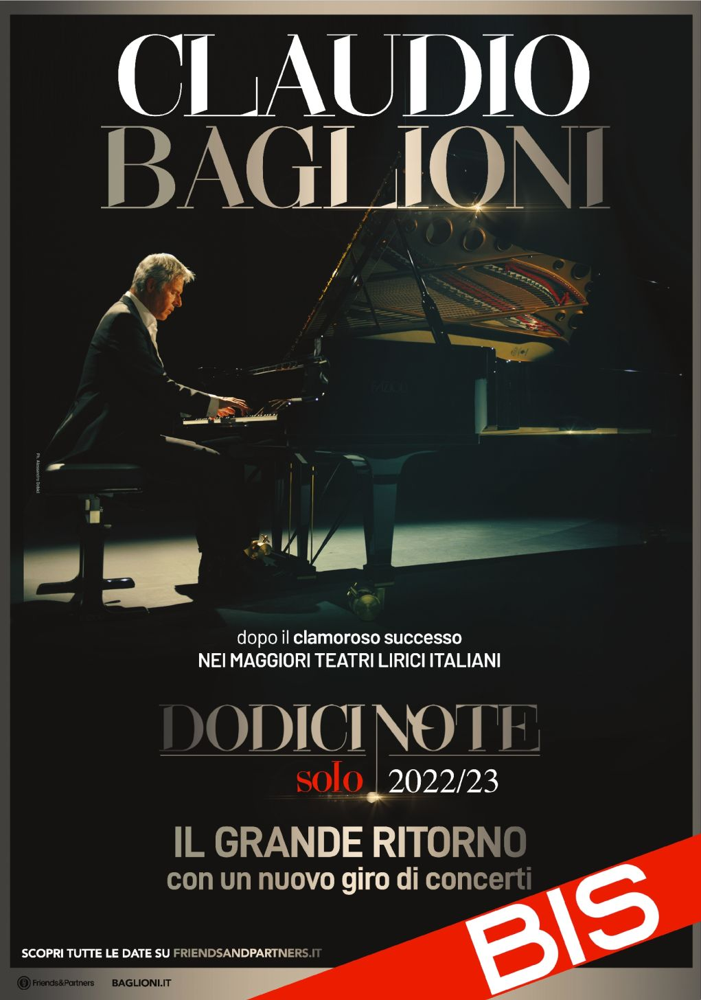 CLAUDIO
BAGLIONI
FAZIOLI
Ph. Alessandro Dobici
dopo il clamoroso successo
NEI MAGGIORI TEATRI LIRICI ITALIANI
DODICI NOTE
solo 2022/23
IL GRANDE RITORNO
con un nuovo giro di concerti
BIS
SCOPRI TUTTE LE DATE SU FRIENDSANDPARTNERS.IT
Friends&Partners BAGLIONI.IT